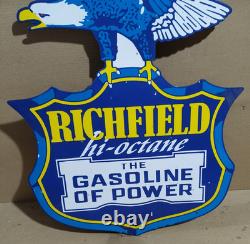 RICHFIELD
hi-octane
THE
GASOLINE
OF POWER